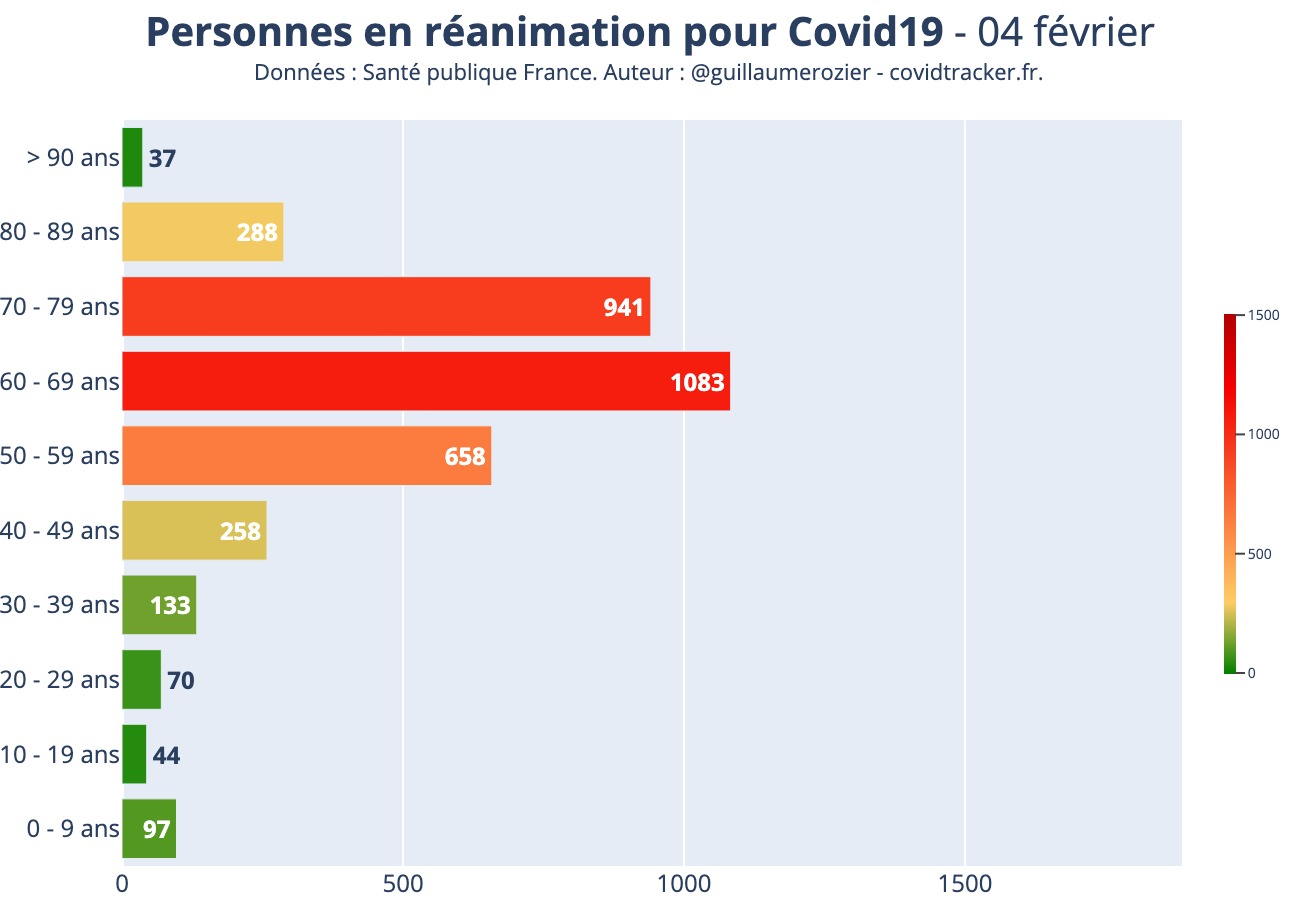 Personnes en réanimation pour Covid19 - 04 février
Données : Santé publique France. Auteur : @guillaumerozier - covidtracker.fr.
> 90 ans 37
80 - 89 ans 288
70 - 79 ans 941
60 - 69 ans 1083
50 - 59 ans 658
40 - 49 ans 258
30 - 39 ans 133
20 - 29 ans 70
10 - 19 ans 44
0 - 9 ans 97
0 500 1000 1500
1500
1000
500
0